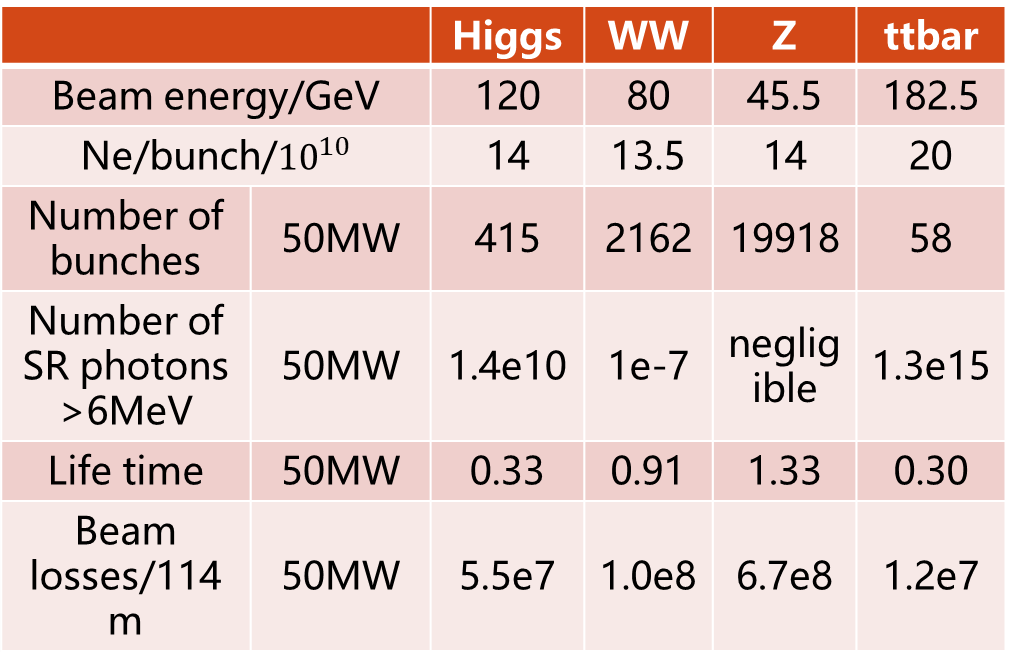 Higgs WW Z ttbar
Beam energy/GeV 120 80 45.5 182.5
Ne/bunch/10¹⁰ 14 13.5 14 20
Number of
bunches 50MW 415 2162 19918 58
Number of
SR photons
>6MeV 50MW 1.4e10 1e-7 neglig
ible 1.3e15
Life time 50MW 0.33 0.91 1.33 0.30
Beam
losses/114
m 50MW 5.5e7 1.0e8 6.7e8 1.2e7